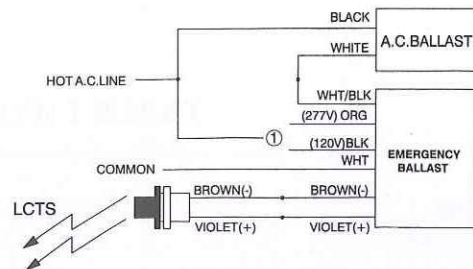 BLACK
A.C.BALLAST
WHITE
HOT A.C.LINE
WHT/BLK
(277V) ORG
1
(120V)BLK
EMERGENCY
BALLAST
WHT
COMMON
BROWN(-)
BROWN(-)
LCTS
VIOLET(+)
VIOLET(+)